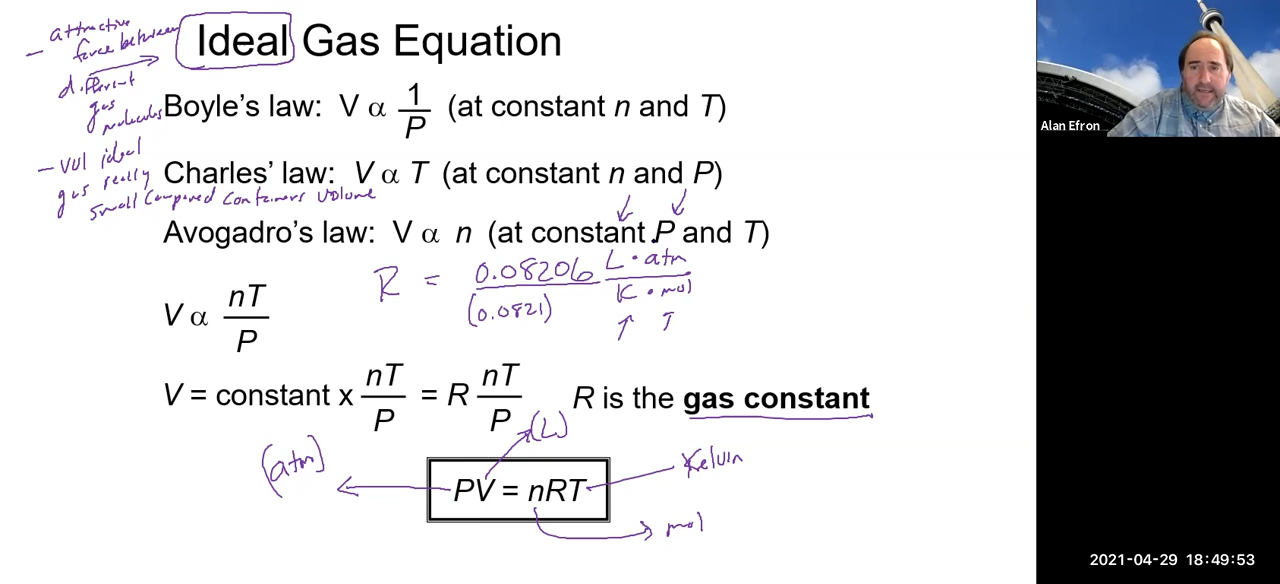 Ideal Gas Equation
– attractive
force between
different
gas
molecules
Boyle's law: V α 1/P (at constant n and T)
– vol ideal
gas really
small compared containers volume
Charles' law: V α T (at constant n and P)
Avogadro's law: V α n (at constant P and T)
R = 0.08206 L · atm / K · mol
(0.0821)
V α nT/P
V = constant x nT/P = R nT/P R is the gas constant
(L)
(atm)
Kelvin
PV = nRT
mol
Alan Efron
2021-04-29 18:49:53